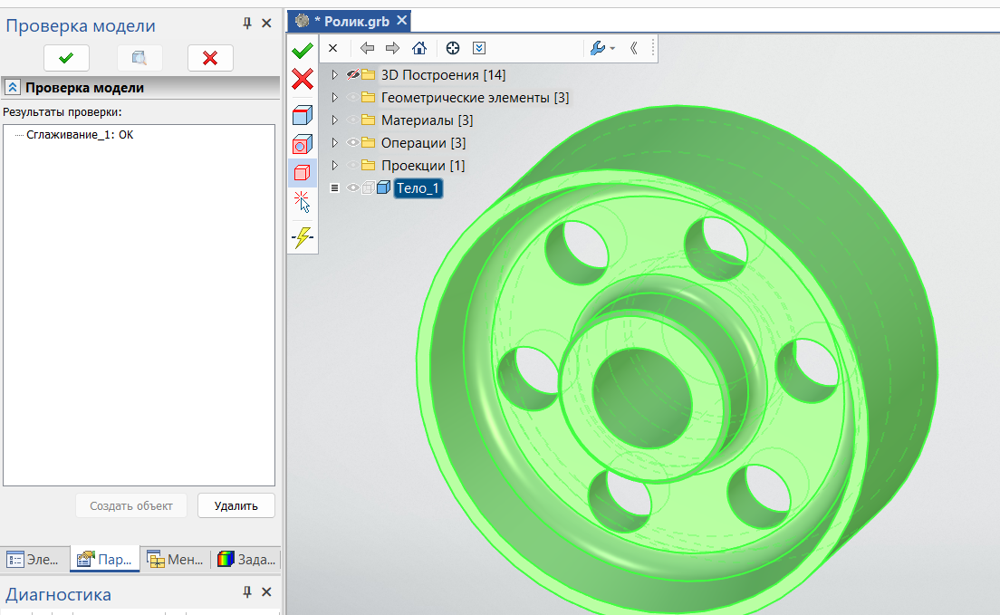 Проверка модели
Проверка модели
Результаты проверки:
Сглаживание_1: ОК
Создать объект
Удалить
Эле...
Пар...
Мен...
Зада...
Диагностика
* Ролик.grb
3D Построения [14]
Геометрические элементы [3]
Материалы [3]
Операции [3]
Проекции [1]
Тело_1